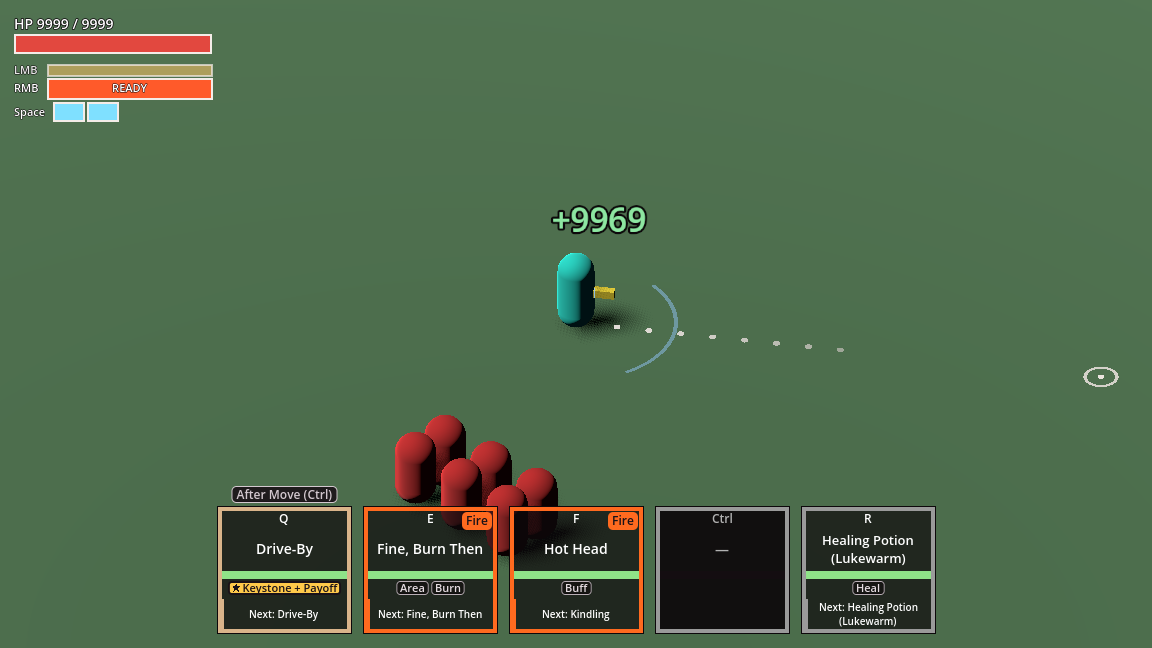 HP 9999 / 9999
LMB
RMB READY
Space
+9969
After Move (Ctrl)
Q
Drive-By
★ Keystone + Payoff
Next: Drive-By
E
Fire
Fine, Burn Then
Area Burn
Next: Fine, Burn Then
F
Fire
Hot Head
Buff
Next: Kindling
Ctrl
—
R
Healing Potion
(Lukewarm)
Heal
Next: Healing Potion
(Lukewarm)